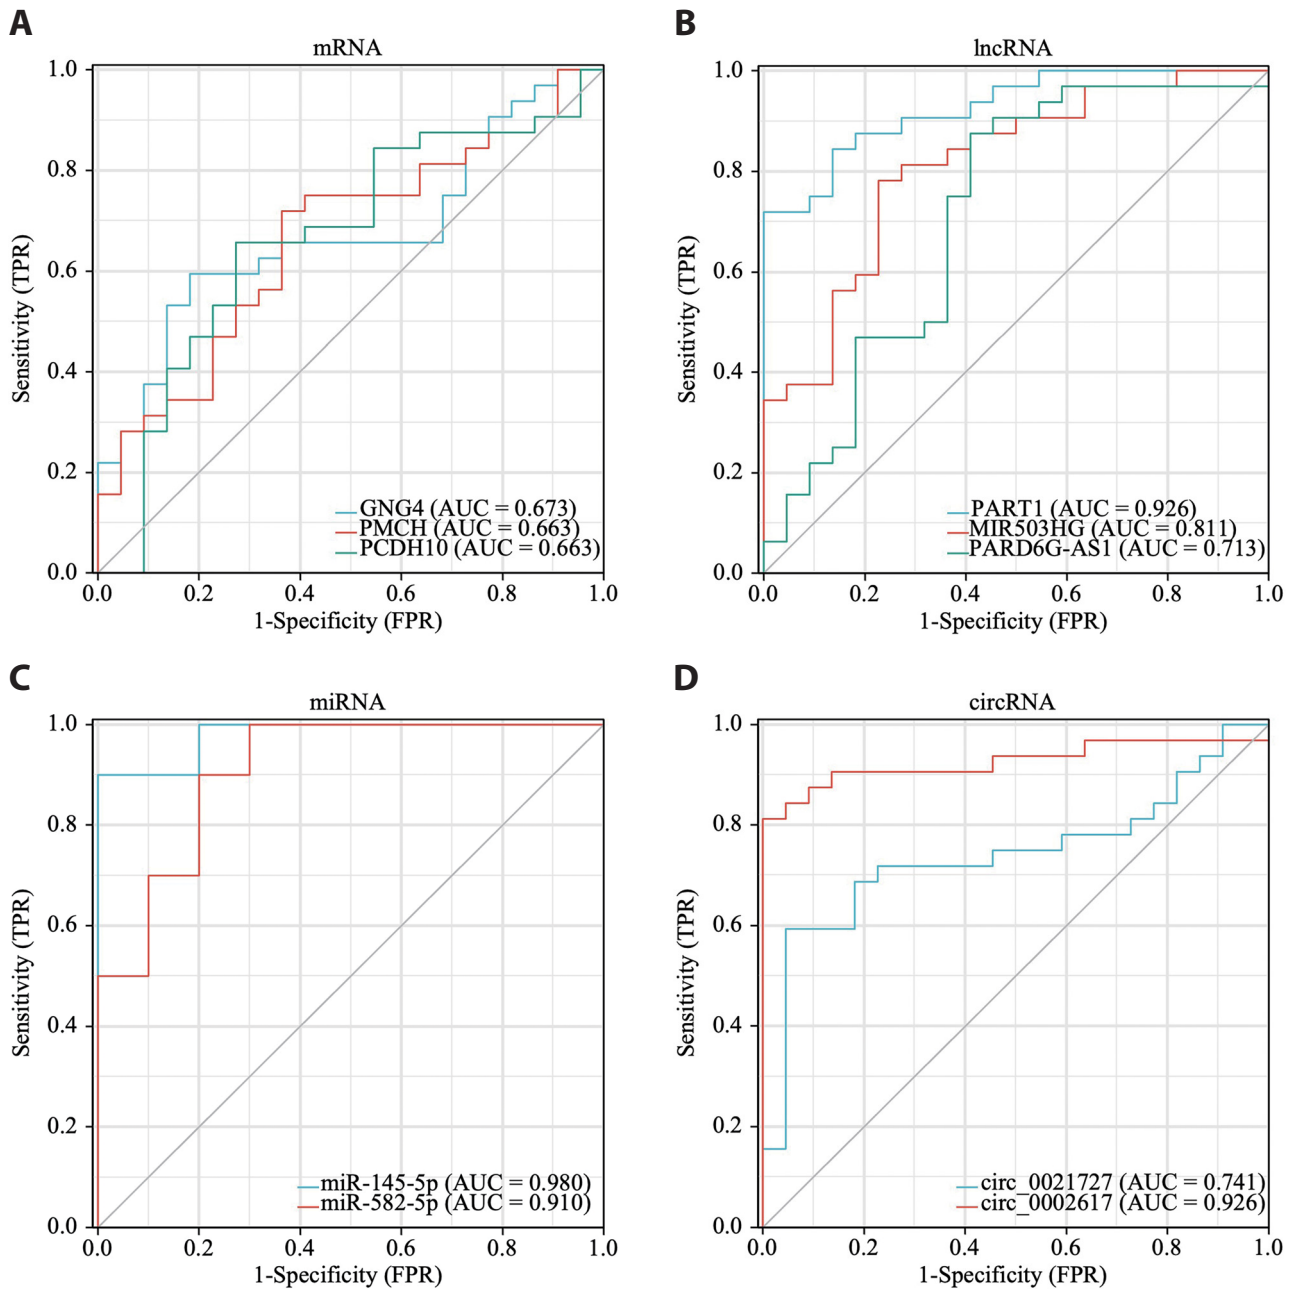 A
mRNA
Sensitivity (TPR)
1.0
0.8
0.6
0.4
0.2
0.0
GNG4 (AUC = 0.673)
PMCH (AUC = 0.663)
PCDH10 (AUC = 0.663)
0.0 0.2 0.4 0.6 0.8 1.0
1-Specificity (FPR)
B
lncRNA
Sensitivity (TPR)
1.0
0.8
0.6
0.4
0.2
0.0
PART1 (AUC = 0.926)
MIR503HG (AUC = 0.811)
PARD6G-AS1 (AUC = 0.713)
0.0 0.2 0.4 0.6 0.8 1.0
1-Specificity (FPR)
C
miRNA
Sensitivity (TPR)
1.0
0.8
0.6
0.4
0.2
0.0
miR-145-5p (AUC = 0.980)
miR-582-5p (AUC = 0.910)
0.0 0.2 0.4 0.6 0.8 1.0
1-Specificity (FPR)
D
circRNA
Sensitivity (TPR)
1.0
0.8
0.6
0.4
0.2
0.0
circ_0021727 (AUC = 0.741)
circ_0002617 (AUC = 0.926)
0.0 0.2 0.4 0.6 0.8 1.0
1-Specificity (FPR)